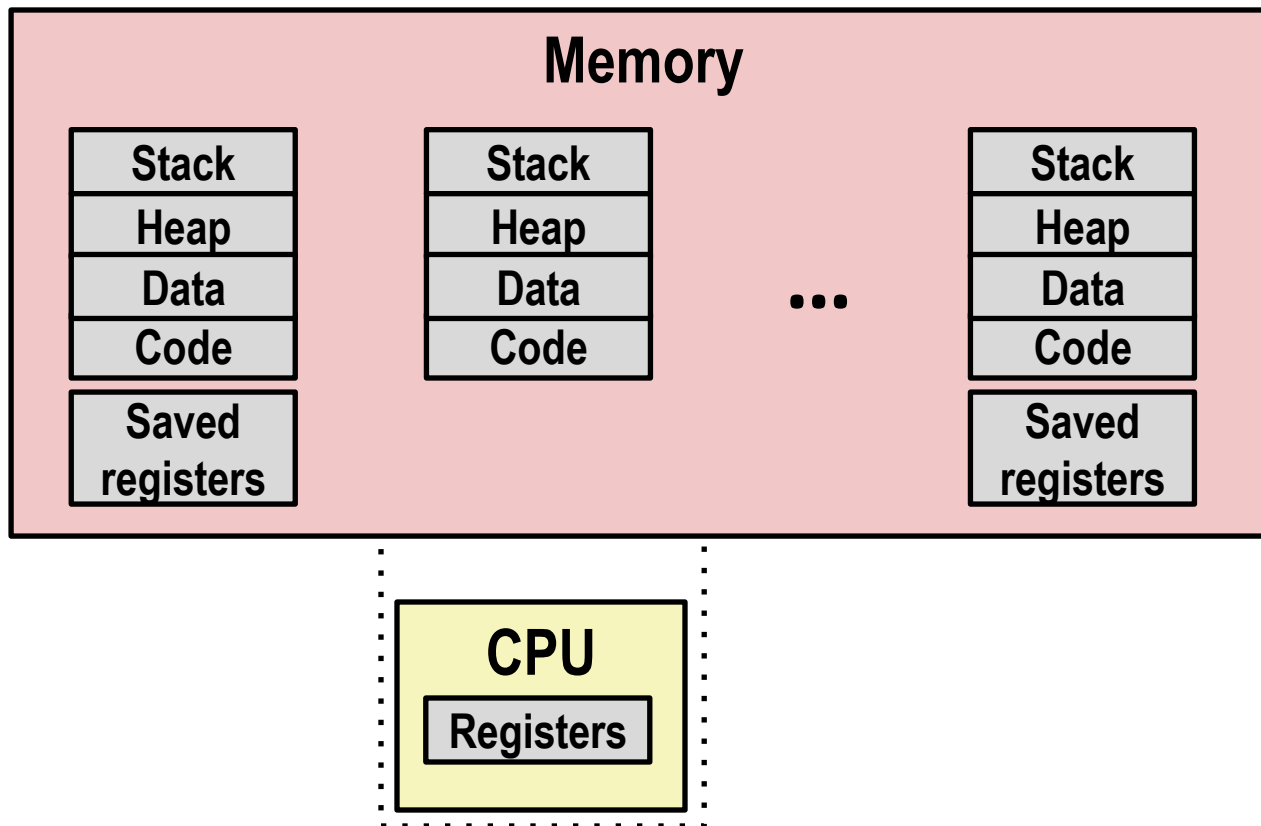 Memory
Stack
Heap
Data
Code
Saved
registers
Stack
Heap
Data
Code
...
Stack
Heap
Data
Code
Saved
registers
CPU
Registers